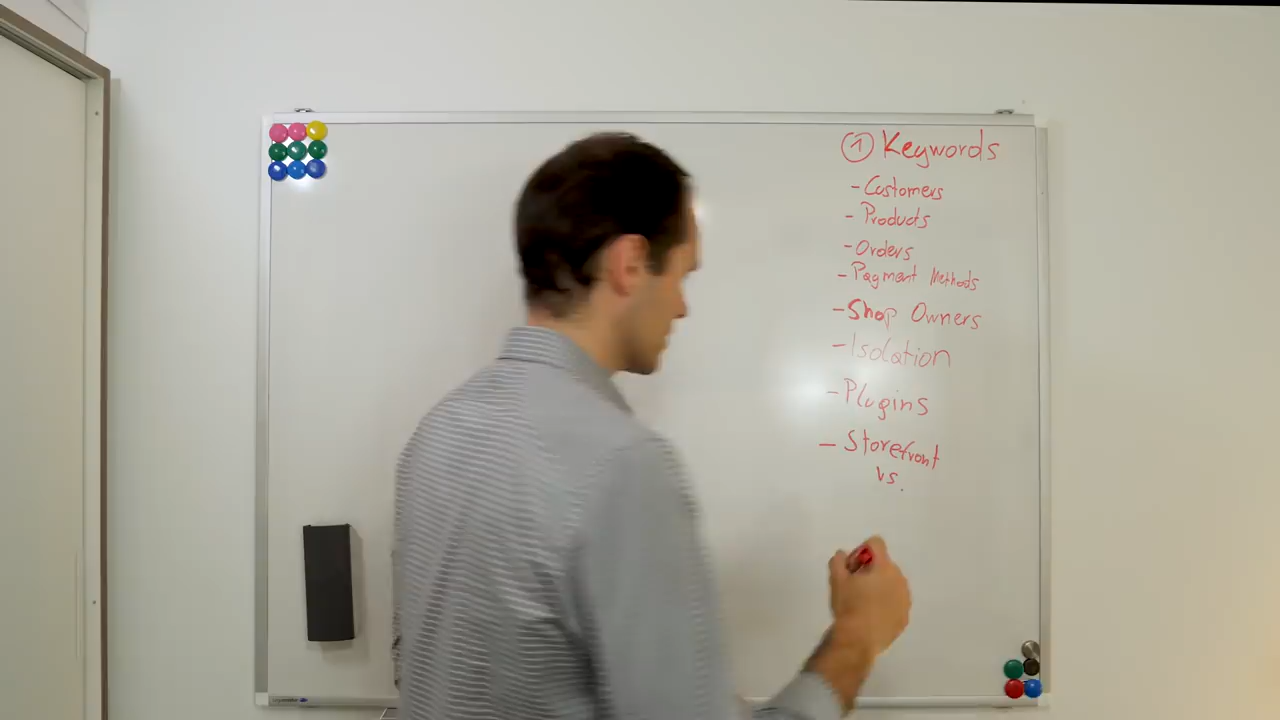 ① Keywords
- Customers
- Products
- Orders
- Payment Methods
- Shop Owners
- Isolation
- Plugins
- Storefront
vs.